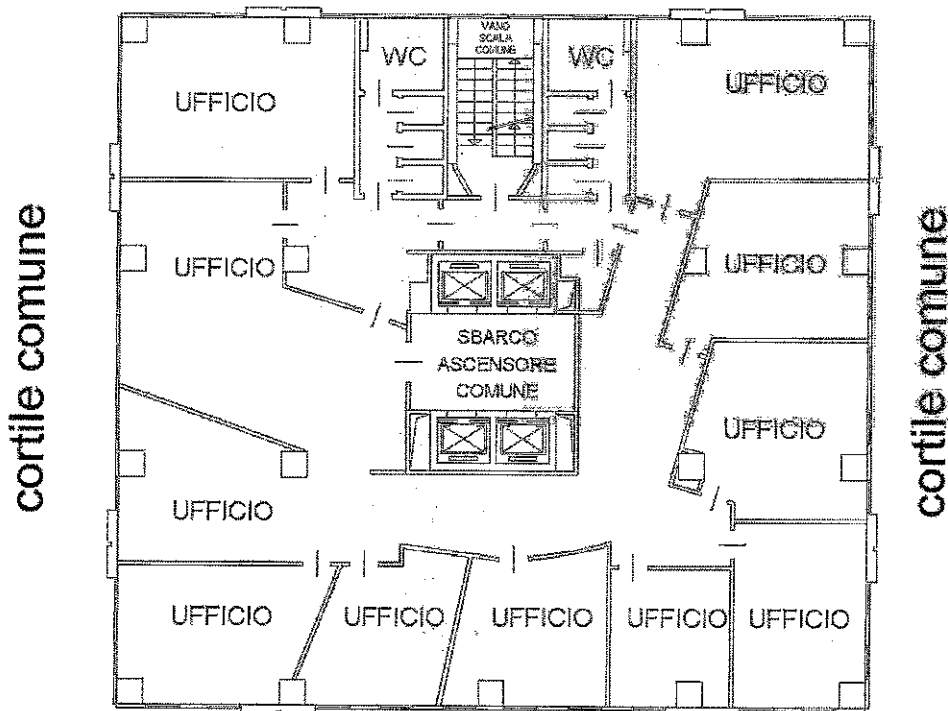 VANO
SCALA
COMUNE
WC
WC
UFFICIO
UFFICIO
UFFICIO
UFFICIO
cortile comune
cortile comune
SBARCO
ASCENSORE
COMUNE
UFFICIO
UFFICIO
UFFICIO
UFFICIO
UFFICIO
UFFICIO
UFFICIO